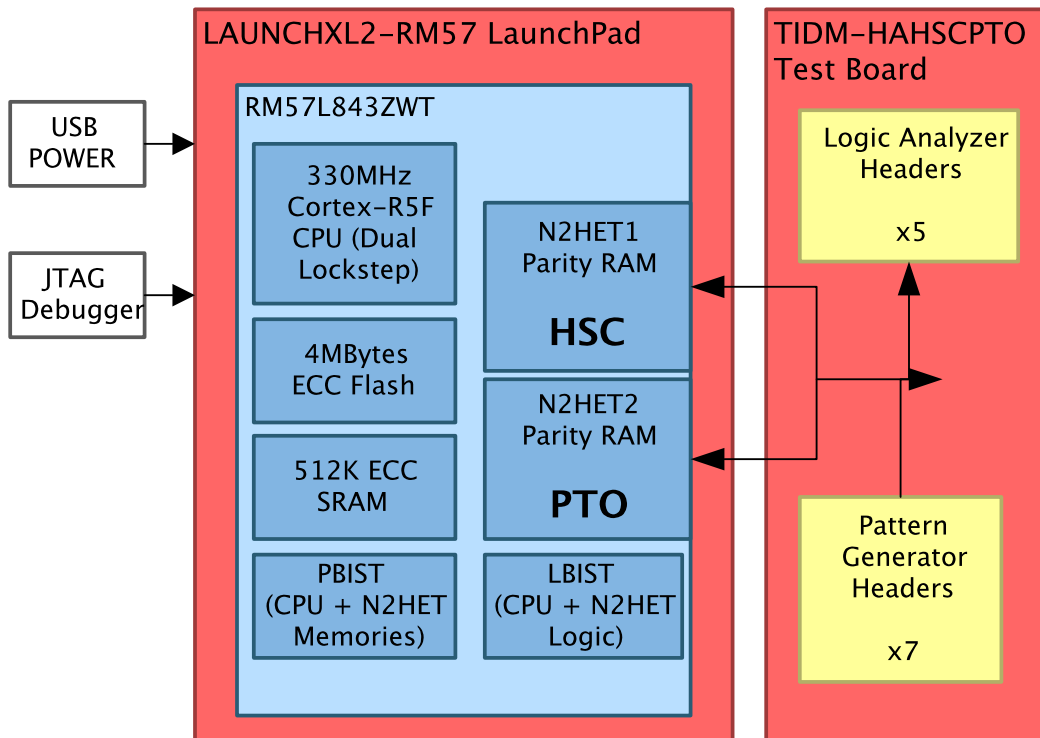 LAUNCHXL2-RM57 LaunchPad
TIDM-HAHSCPTO
Test Board
USB
POWER
JTAG
Debugger
RM57L843ZWT
330MHz
Cortex-R5F
CPU (Dual
Lockstep)
4MBytes
ECC Flash
512K ECC
SRAM
PBIST
(CPU + N2HET
Memories)
N2HET1
Parity RAM
HSC
N2HET2
Parity RAM
PTO
LBIST
(CPU + N2HET
Logic)
Logic Analyzer
Headers
x5
Pattern
Generator
Headers
x7